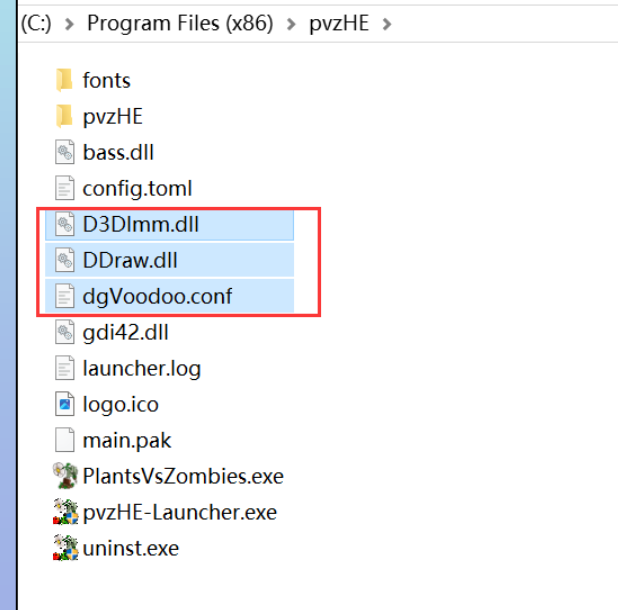 (C:) > Program Files (x86) > pvzHE >
fonts
pvzHE
bass.dll
config.toml
D3DImm.dll
DDraw.dll
dgVoodoo.conf
gdi42.dll
launcher.log
logo.ico
main.pak
PlantsVsZombies.exe
pvzHE-Launcher.exe
uninst.exe